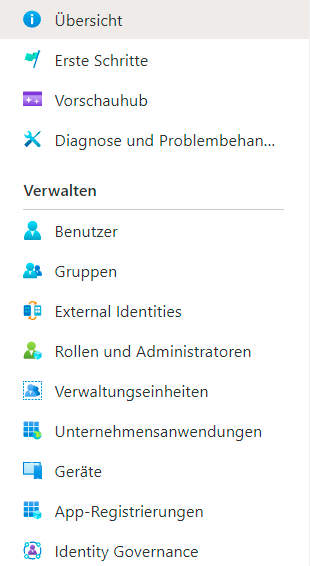 Übersicht
Erste Schritte
Vorschauhub
Diagnose und Problembehan...
Verwalten
Benutzer
Gruppen
External Identities
Rollen und Administratoren
Verwaltungseinheiten
Unternehmensanwendungen
Geräte
App-Registrierungen
Identity Governance